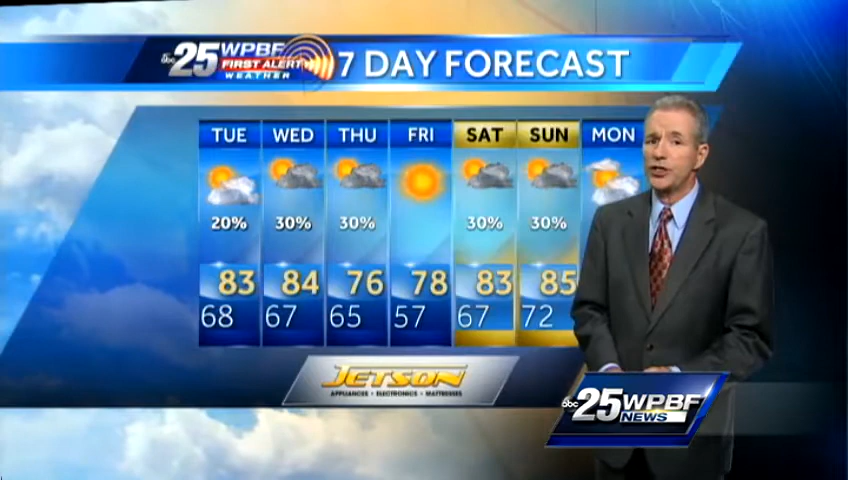 abc 25 WPBF
FIRST ALERT
WEATHER
7 DAY FORECAST
TUE WED THU FRI SAT SUN MON
20% 30% 30% 30% 30%
83 84 76 78 83 85
68 67 65 57 67 72
JETSON
APPLIANCES • ELECTRONICS • MATTRESSES
abc 25 WPBF
NEWS